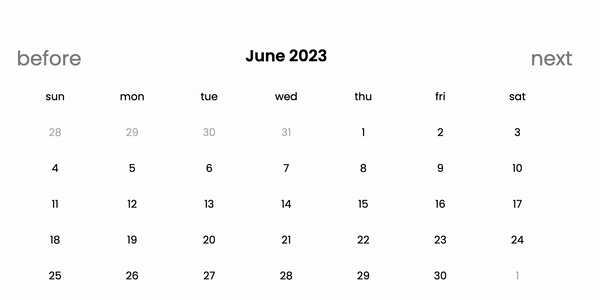 before June 2023 next
sun mon tue wed thu fri sat
28 29 30 31 1 2 3
4 5 6 7 8 9 10
11 12 13 14 15 16 17
18 19 20 21 22 23 24
25 26 27 28 29 30 1